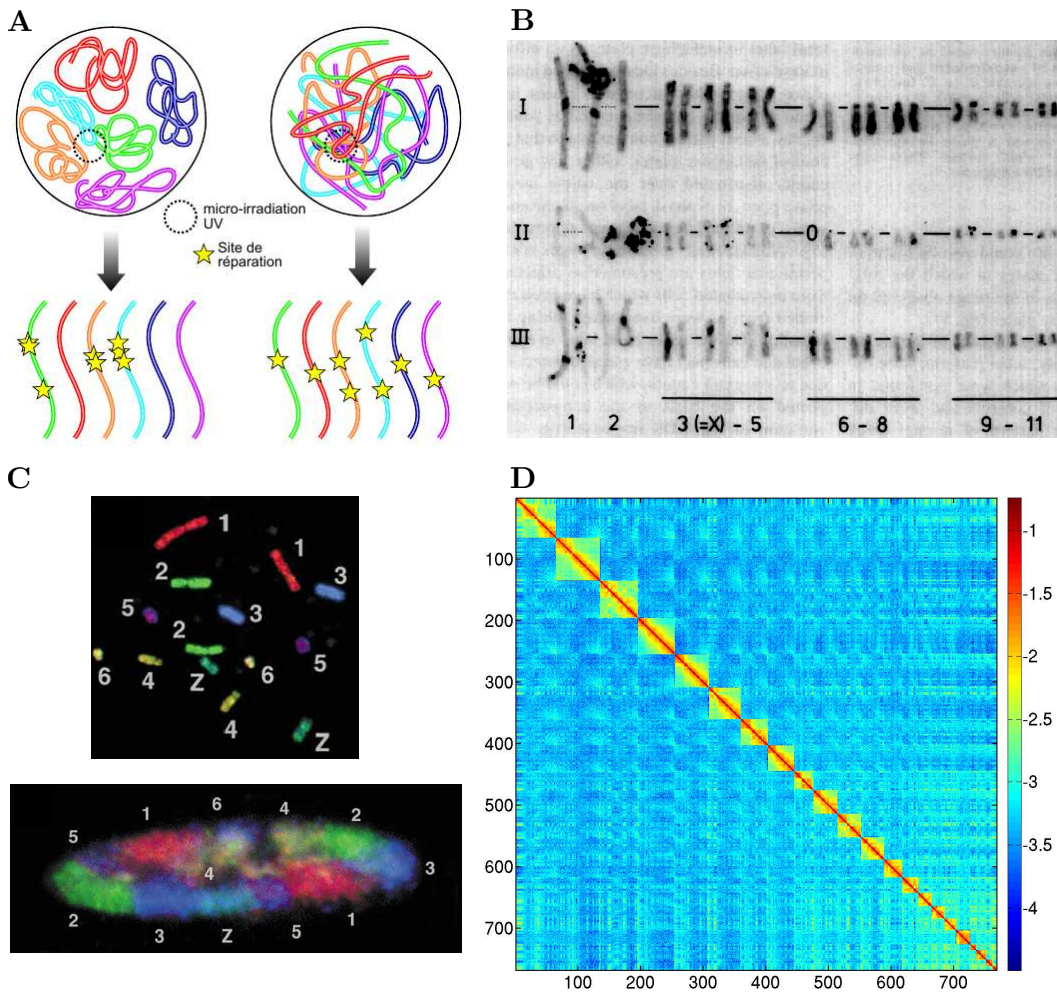 A
micro-irradiation
UV
Site de
réparation
B
I
II
0
III
1 2 3 (=X) - 5 6 - 8 9 - 11
C
1
1
2
3
5
3
2
5
6
4
Z
6
4
Z
6
1
4
2
5
4
3
2
3
Z
5
1
D
100
200
300
400
500
600
700
100 200 300 400 500 600 700
-1
-1.5
-2
-2.5
-3
-3.5
-4